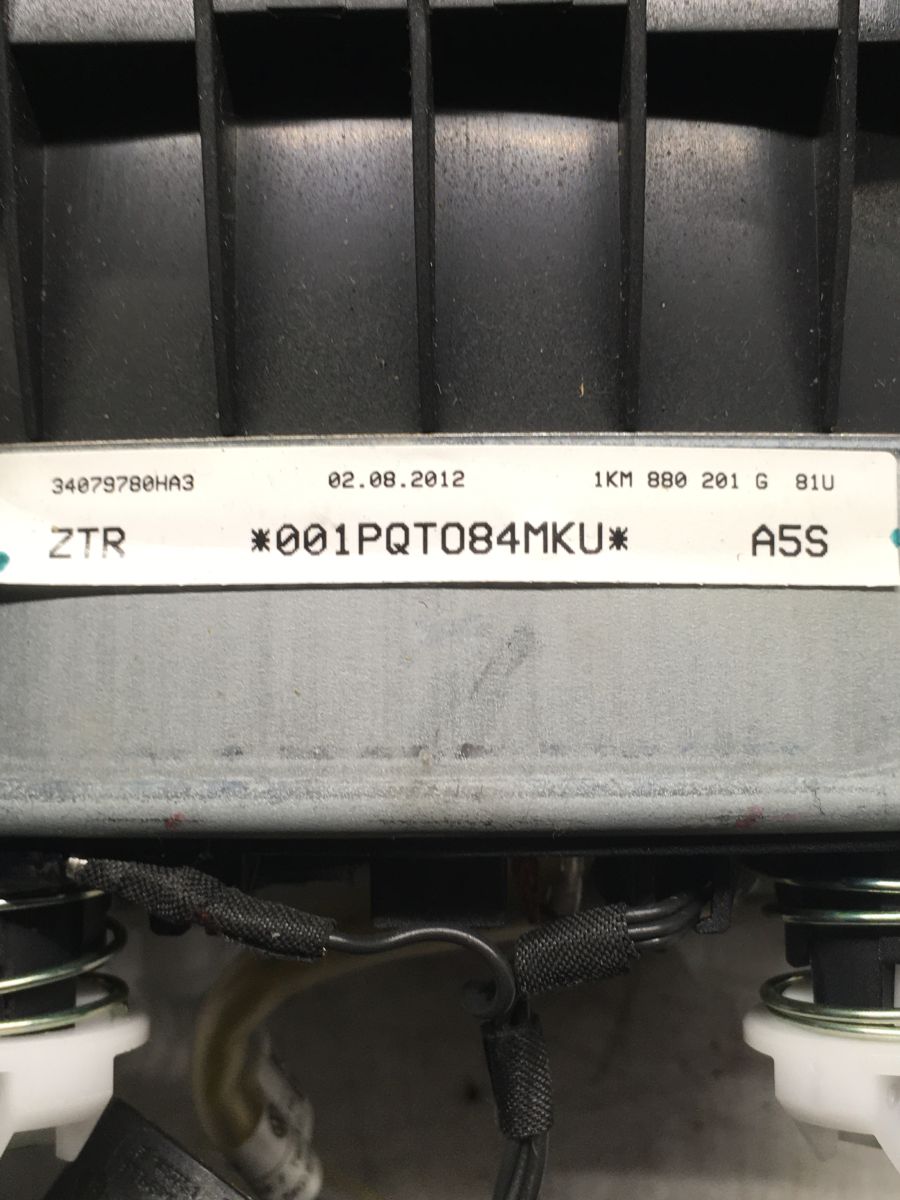 34079780HA3 02.08.2012 1KM 880 201 G 81U
ZTR *001PQT084MKU* A5S